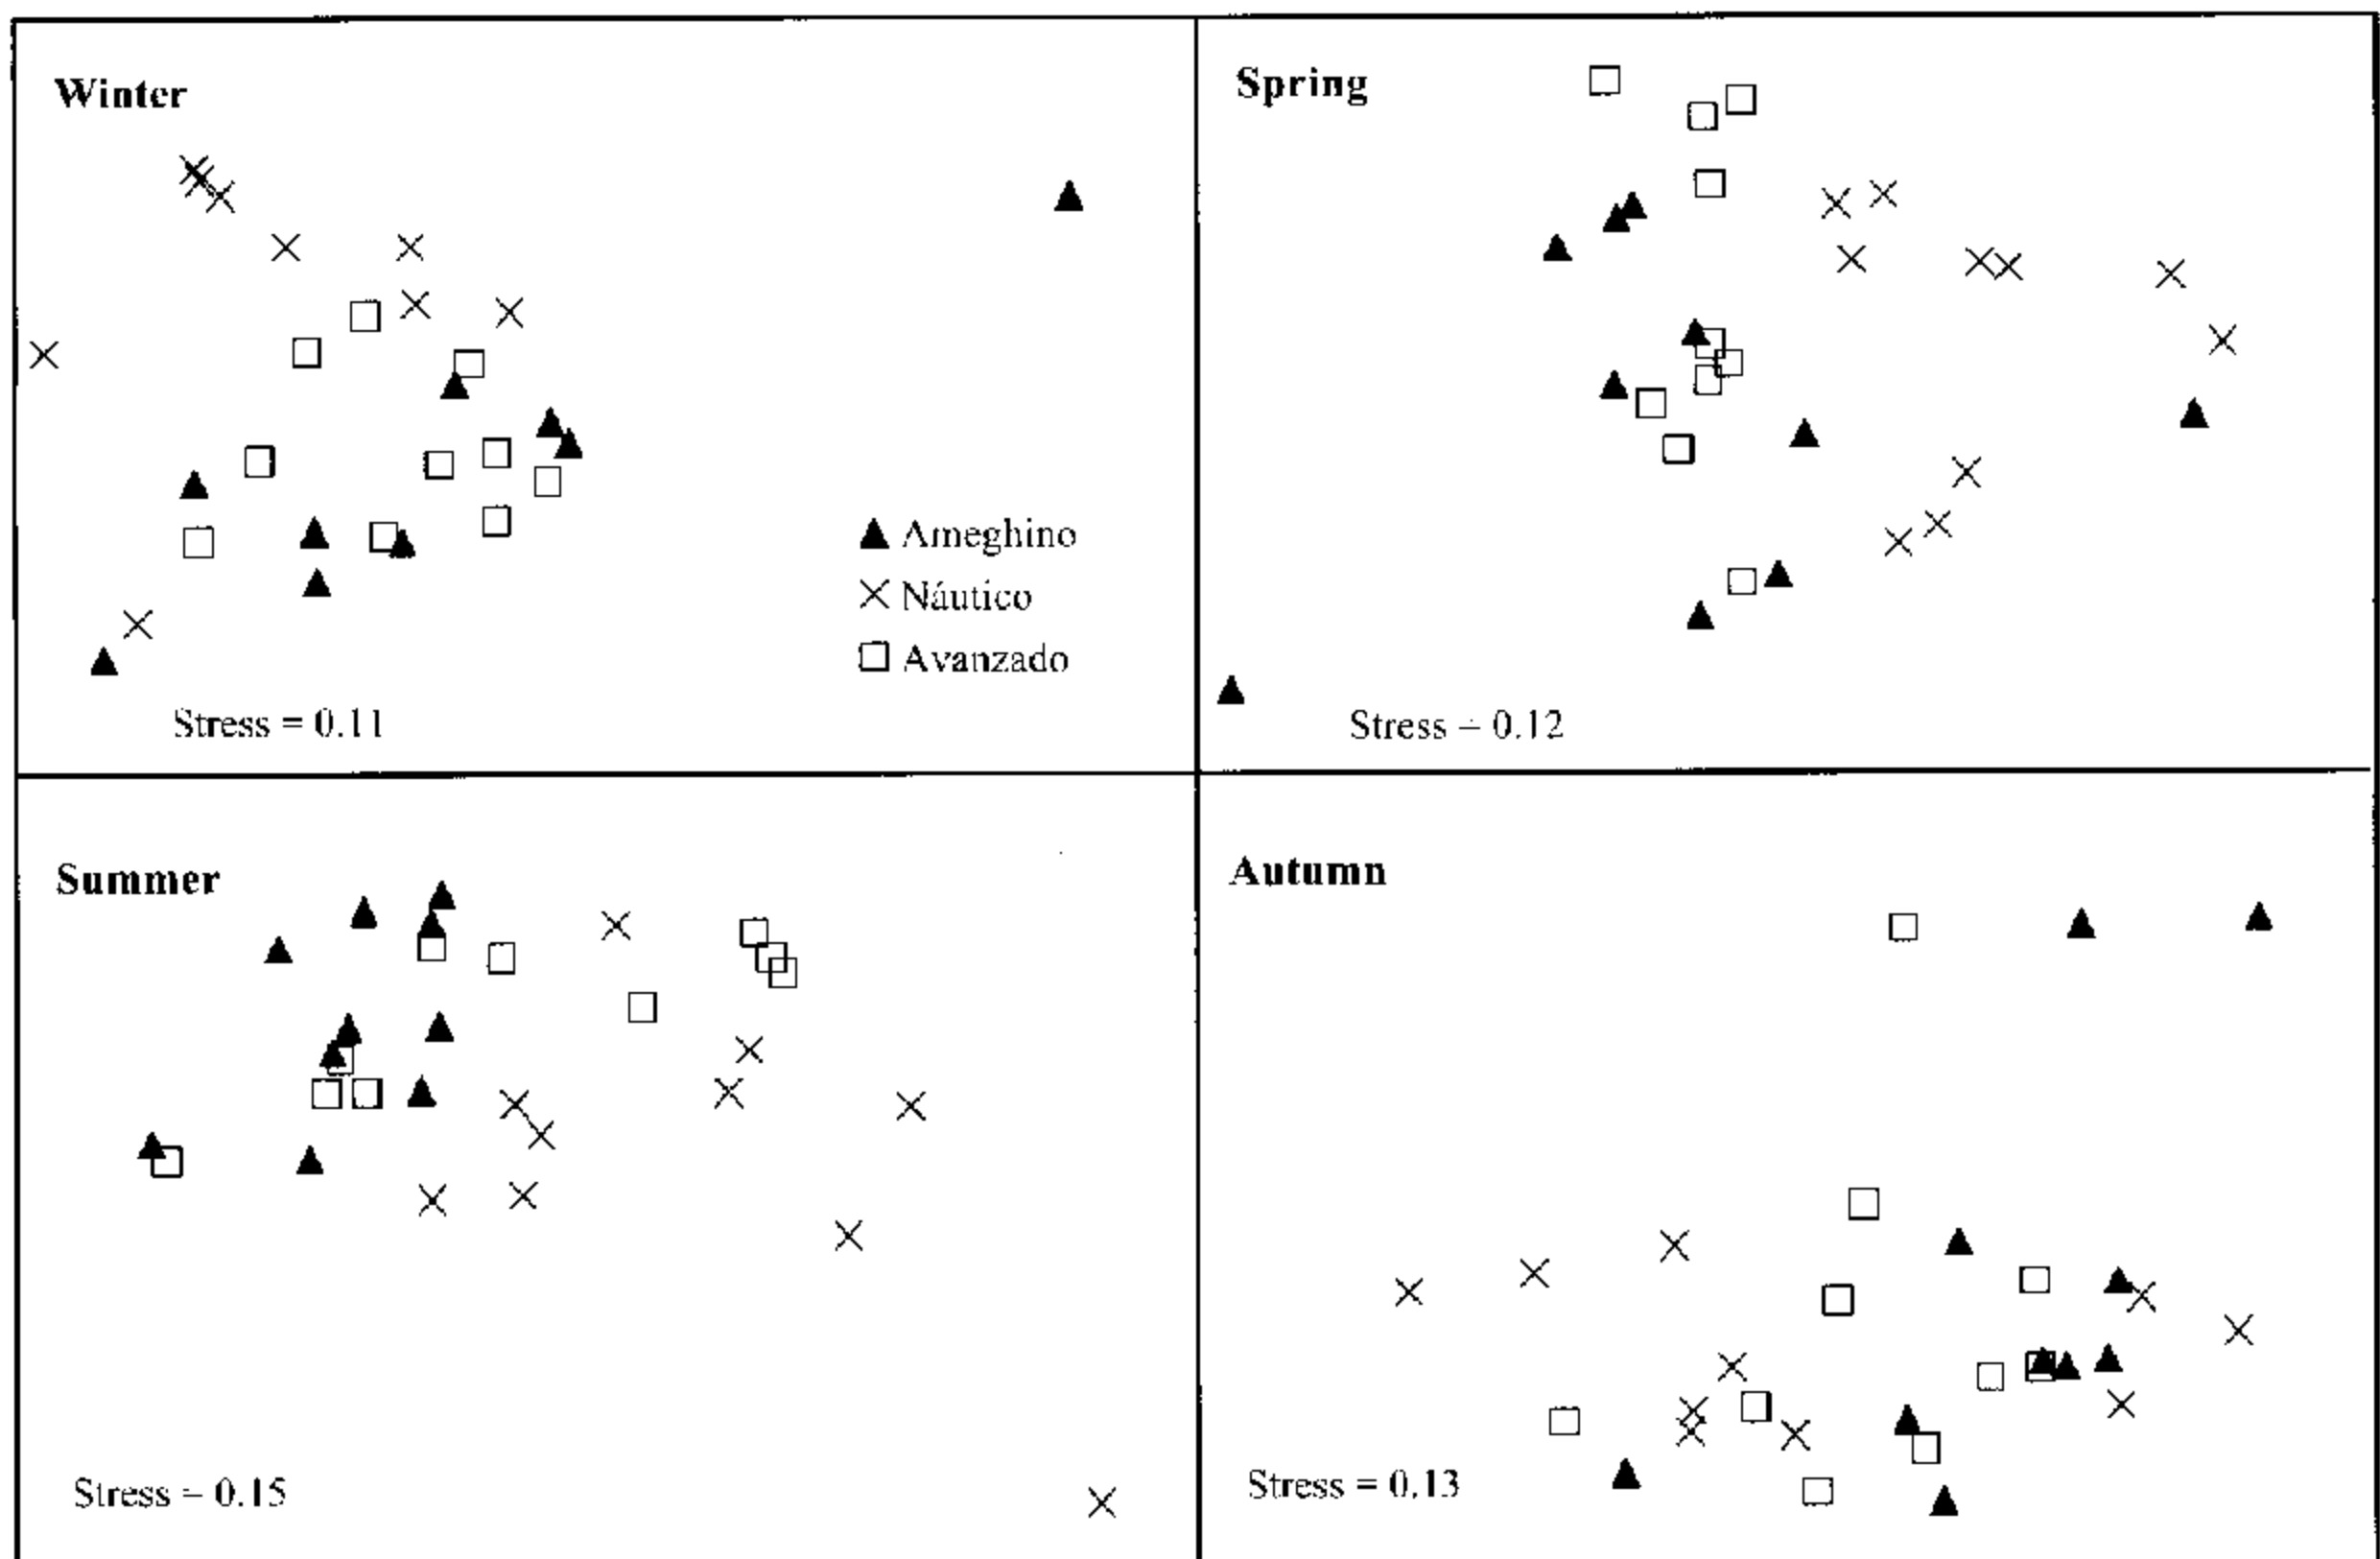 Winter
Ameghino
Náutico
Avanzado
Stress = 0.11
Spring
Stress = 0.12
Summer
Stress = 0.15
Autumn
Stress = 0.13